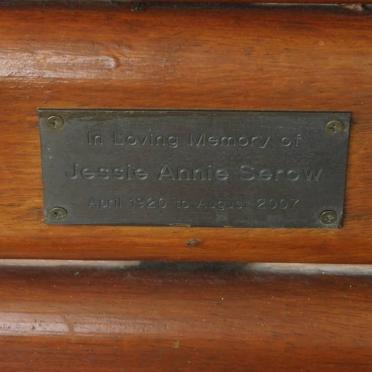 In Loving Memory of
Jessie Annie Serow
April 1920 to August 2007